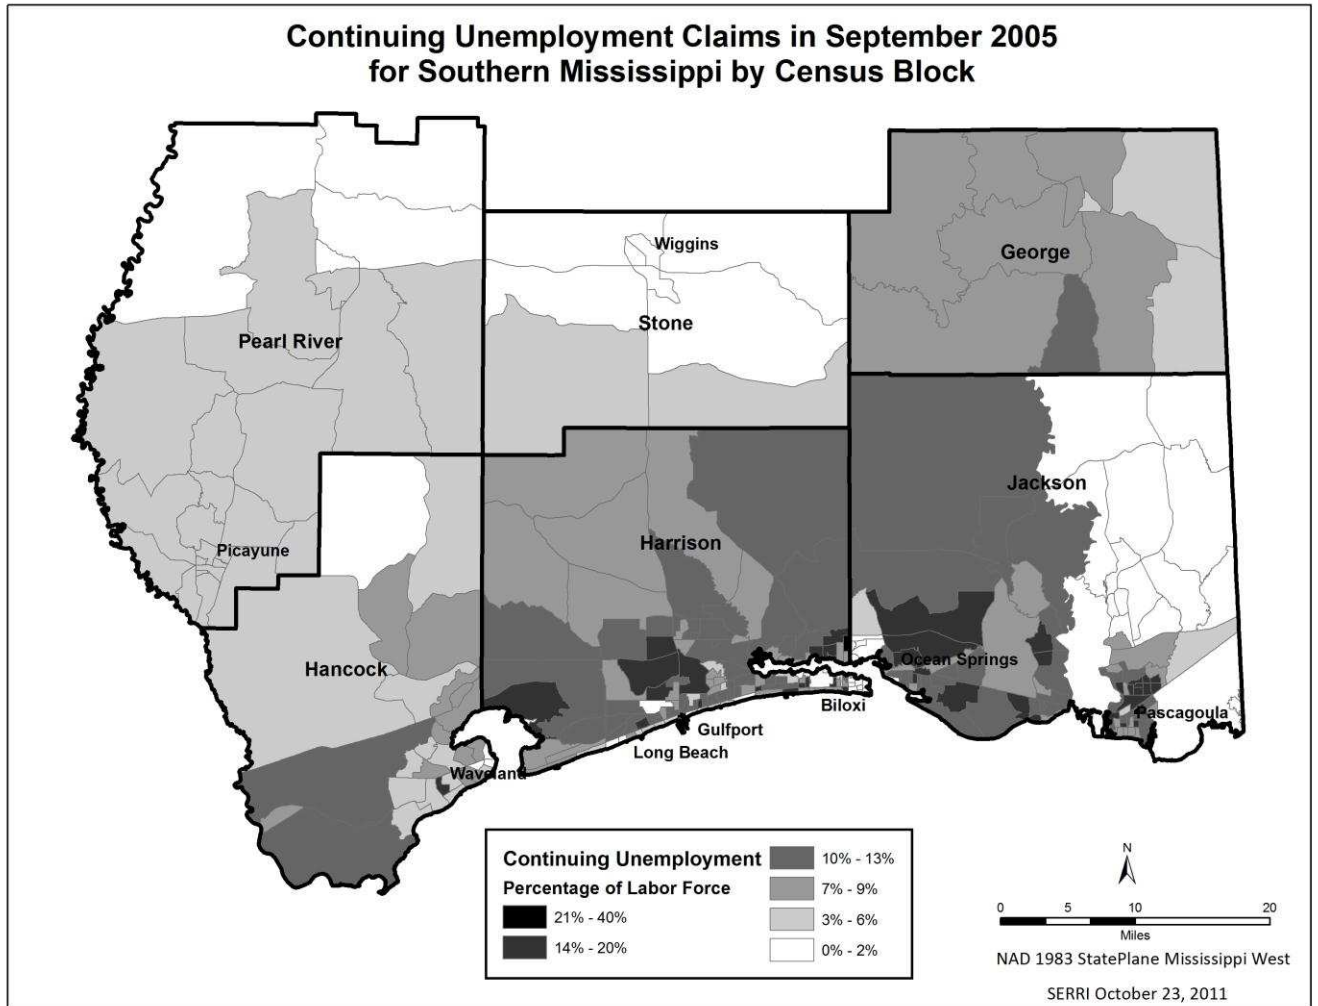 Continuing Unemployment Claims in September 2005
for Southern Mississippi by Census Block
Wiggins
George
Stone
Pearl River
Jackson
Harrison
Picayune
Hancock
Ocean Springs
Biloxi
Pascagoula
Gulfport
Long Beach
Waveland
Continuing Unemployment
Percentage of Labor Force
21% - 40%
14% - 20%
10% - 13%
7% - 9%
3% - 6%
0% - 2%
N
0 5 10 20
Miles
NAD 1983 StatePlane Mississippi West
SERRI October 23, 2011